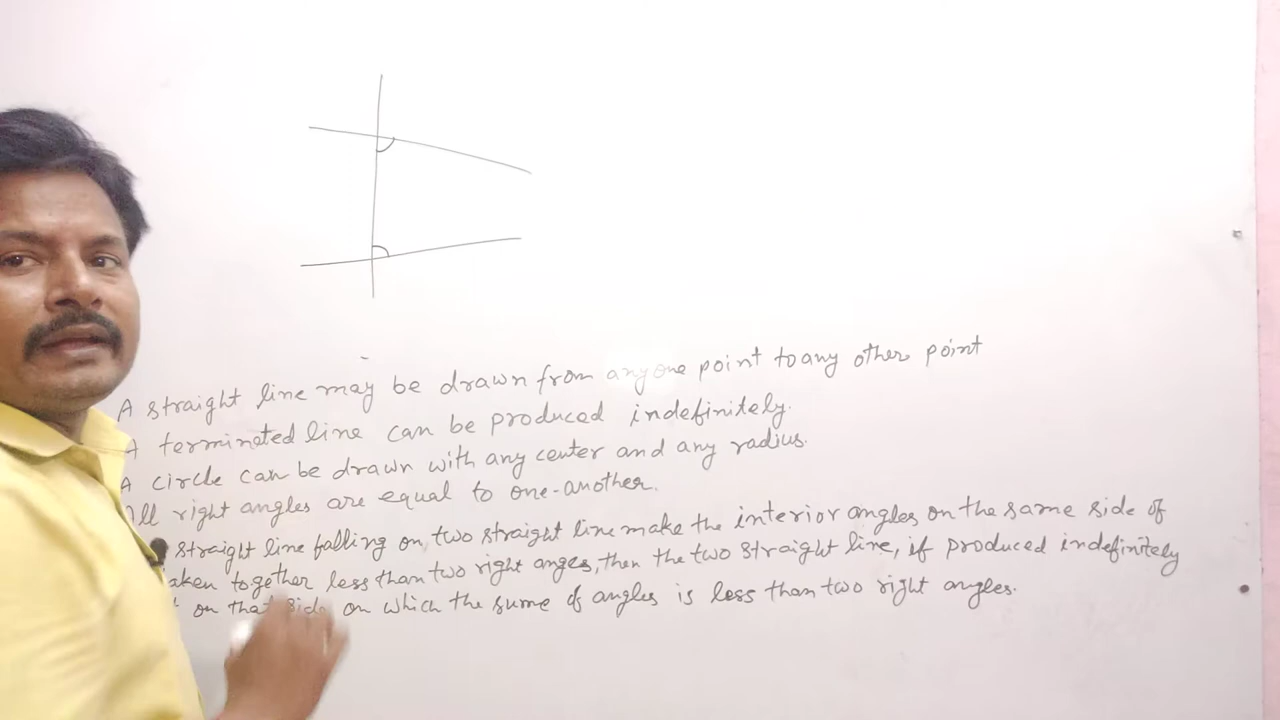 A straight line may be drawn from any one point to any other point
A terminated line can be produced indefinitely.
A circle can be drawn with any center and any radius.
All right angles are equal to one-another.
straight line falling on two straight line make the interior angles on the same side of
taken together less than two right anges, then the two straight line, if produced indefinitely
on that side on which the sume of angles is less than two right angles.